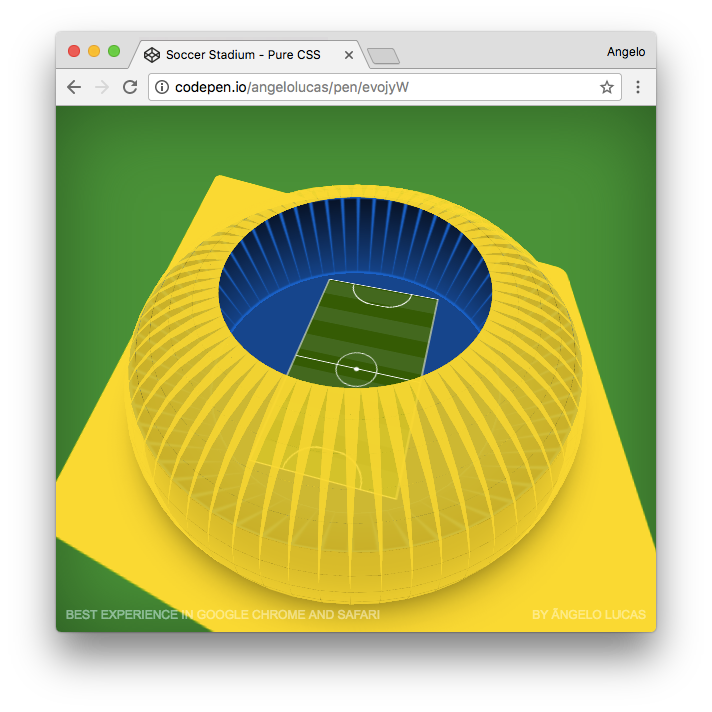 Soccer Stadium - Pure CSS
Angelo
codepen.io/angelolucas/pen/evojyW
BEST EXPERIENCE IN GOOGLE CHROME AND SAFARI
BY ÂNGELO LUCAS